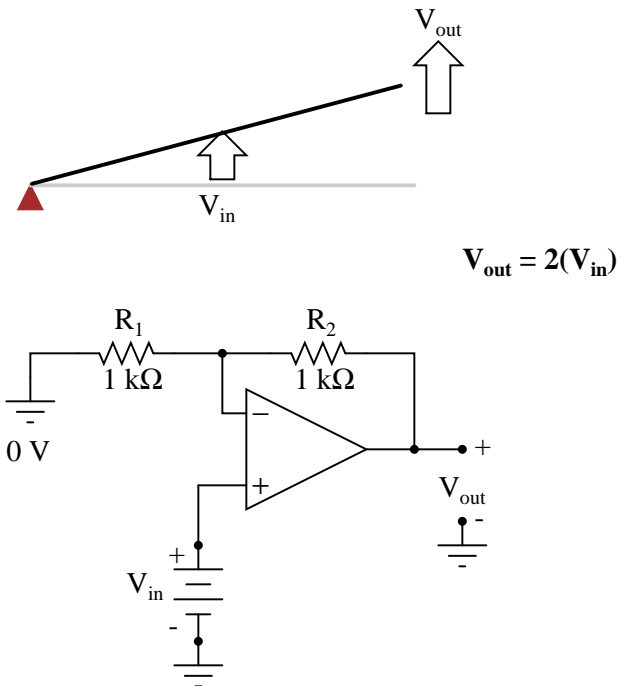 V_out
V_in
V_out = 2(V_in)
R_1 R_2
1 kΩ 1 kΩ
−
0 V
+
+
V_out
-
+
V_in
-